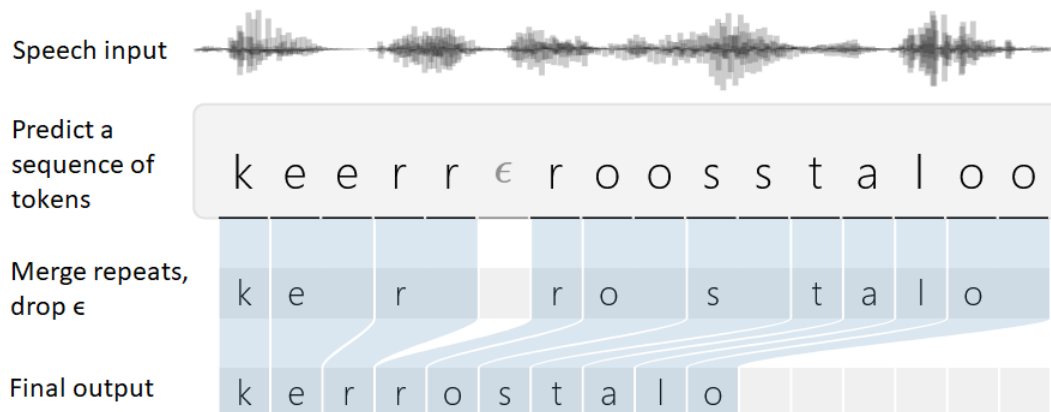 Speech input
Predict a
sequence of
tokens
k e e r r ϵ r o o s s t a l o o
Merge repeats,
drop ϵ
k e r r o s t a l o
Final output
k e r r o s t a l o